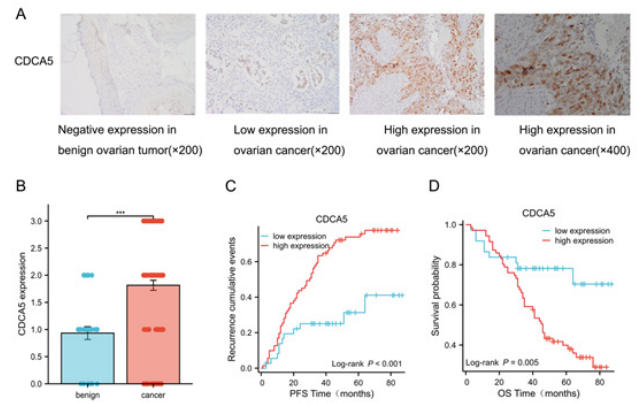 A
CDCA5
Negative expression in
benign ovarian tumor(×200)
Low expression in
ovarian cancer(×200)
High expression in
ovarian cancer(×200)
High expression in
ovarian cancer(×400)
B
***
CDCA5 expression
3.0
2.5
2.0
1.5
1.0
0.5
0.0
benign
cancer
C
CDCA5
low expression
high expression
Recurrence cumulative events
0.6
0.4
0.2
0.0
Log-rank P < 0.001
0 20 40 60 80
PFS Time（months）
D
CDCA5
low expression
high expression
Survival probability
1.0
0.8
0.6
0.4
Log-rank P = 0.005
0 20 40 60 80
OS Time（months）